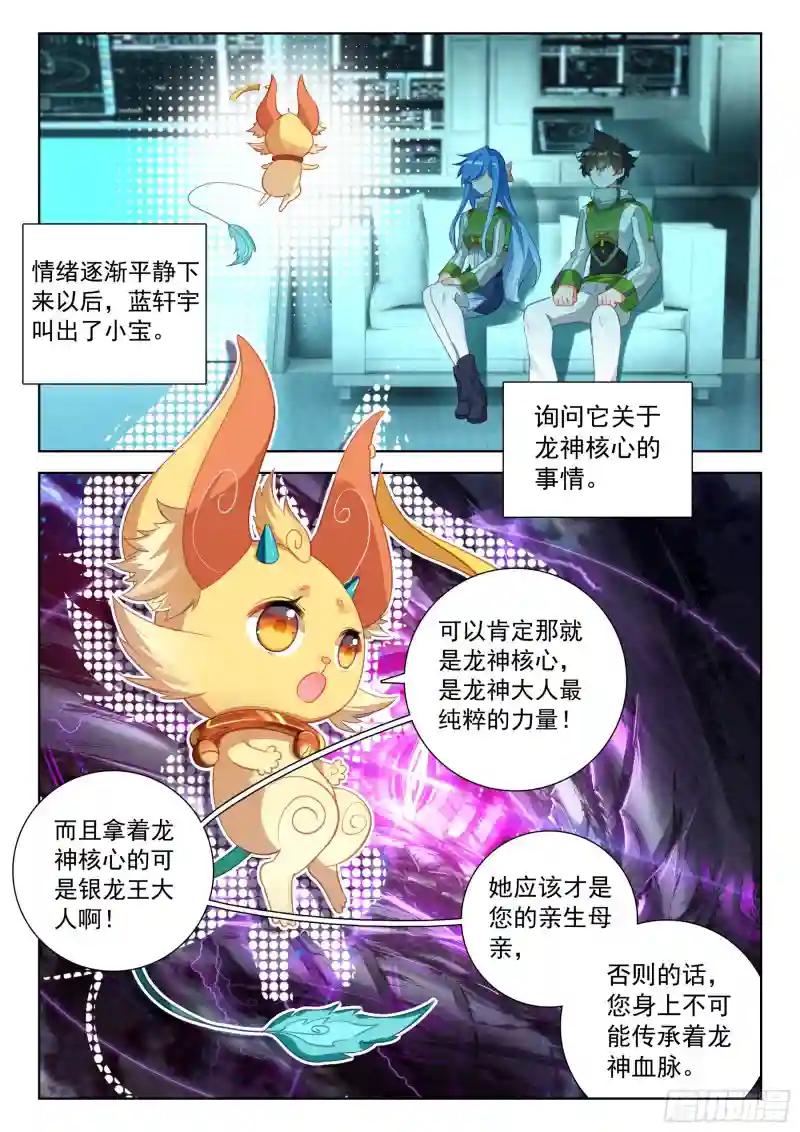 情绪逐渐平静下
来以后，蓝轩宇
叫出了小宝。
询问它关于
龙神核心的
事情。
可以肯定那就
是龙神核心，
是龙神大人最
纯粹的力量！
而且拿着龙
神核心的可
是银龙王大
人啊！
她应该才是
您的亲生母
亲，
否则的话，
您身上不可
能传承着龙
神血脉。